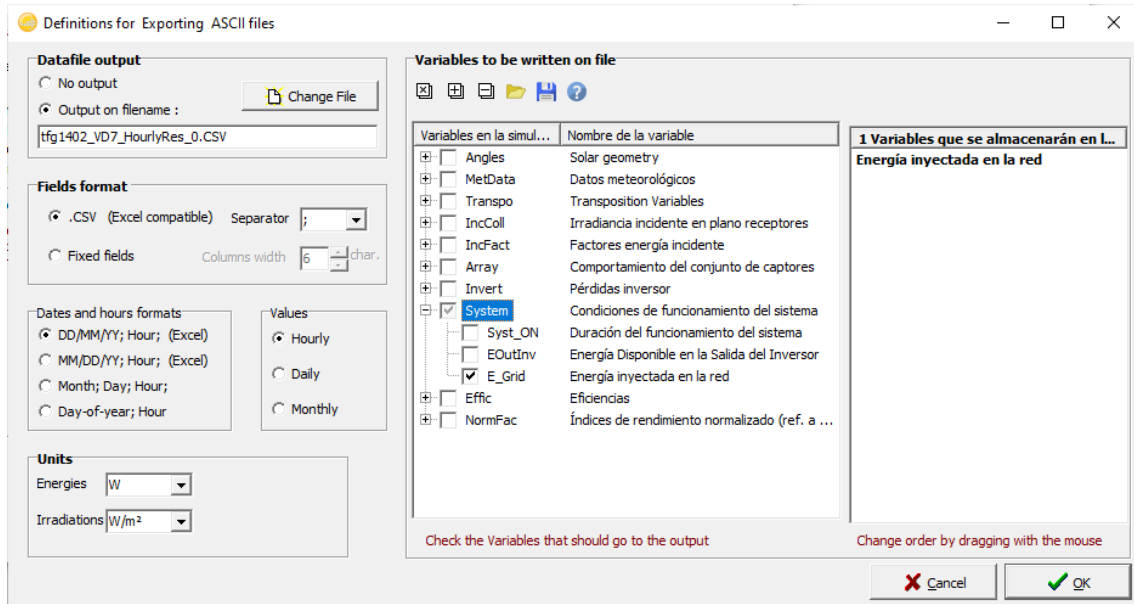 Definitions for Exporting ASCII files
Datafile output
No output
Output on filename :
Change File
tfg1402_VD7_HourlyRes_0.CSV
Fields format
.CSV (Excel compatible) Separator ;
Fixed fields Columns width 6 char.
Dates and hours formats
DD/MM/YY; Hour; (Excel)
MM/DD/YY; Hour; (Excel)
Month; Day; Hour;
Day-of-year; Hour
Values
Hourly
Daily
Monthly
Units
Energies W
Irradiations W/m²
Variables to be written on file
Variables en la simul... Nombre de la variable
Angles Solar geometry
MetData Datos meteorológicos
Transpo Transposition Variables
IncColl Irradiancia incidente en plano receptores
IncFact Factores energía incidente
Array Comportamiento del conjunto de captores
Invert Pérdidas inversor
System Condiciones de funcionamiento del sistema
Syst_ON Duración del funcionamiento del sistema
EOutInv Energía Disponible en la Salida del Inversor
E_Grid Energía inyectada en la red
Effic Eficiencias
NormFac Índices de rendimiento normalizado (ref. a ...
Check the Variables that should go to the output
1 Variables que se almacenarán en l...
Energía inyectada en la red
Change order by dragging with the mouse
Cancel
OK